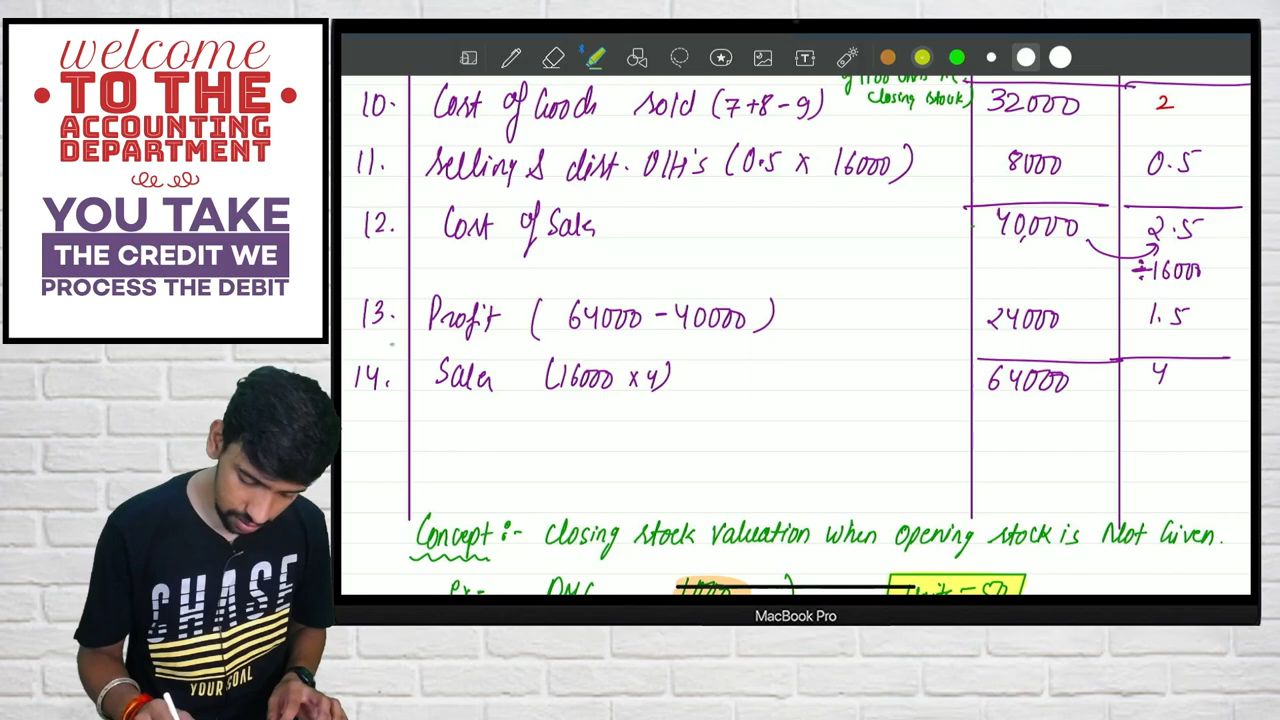 welcome
TO THE
ACCOUNTING
DEPARTMENT
YOU TAKE
THE CREDIT WE
PROCESS THE DEBIT
closing stock)
10. Cost of Goods sold (7+8-9) 32000 2
11. Selling & dist. O/H's (0.5 x 16000) 8000 0.5
12. Cost of Sales 40,000 2.5
÷16000
13. Profit (64000 - 40000) 24000 1.5
14. Sales (16000 x 4) 64000 4
Concept :- Closing stock Valuation when Opening stock is Not Given.
MacBook Pro
CHASE
YOUR GOAL